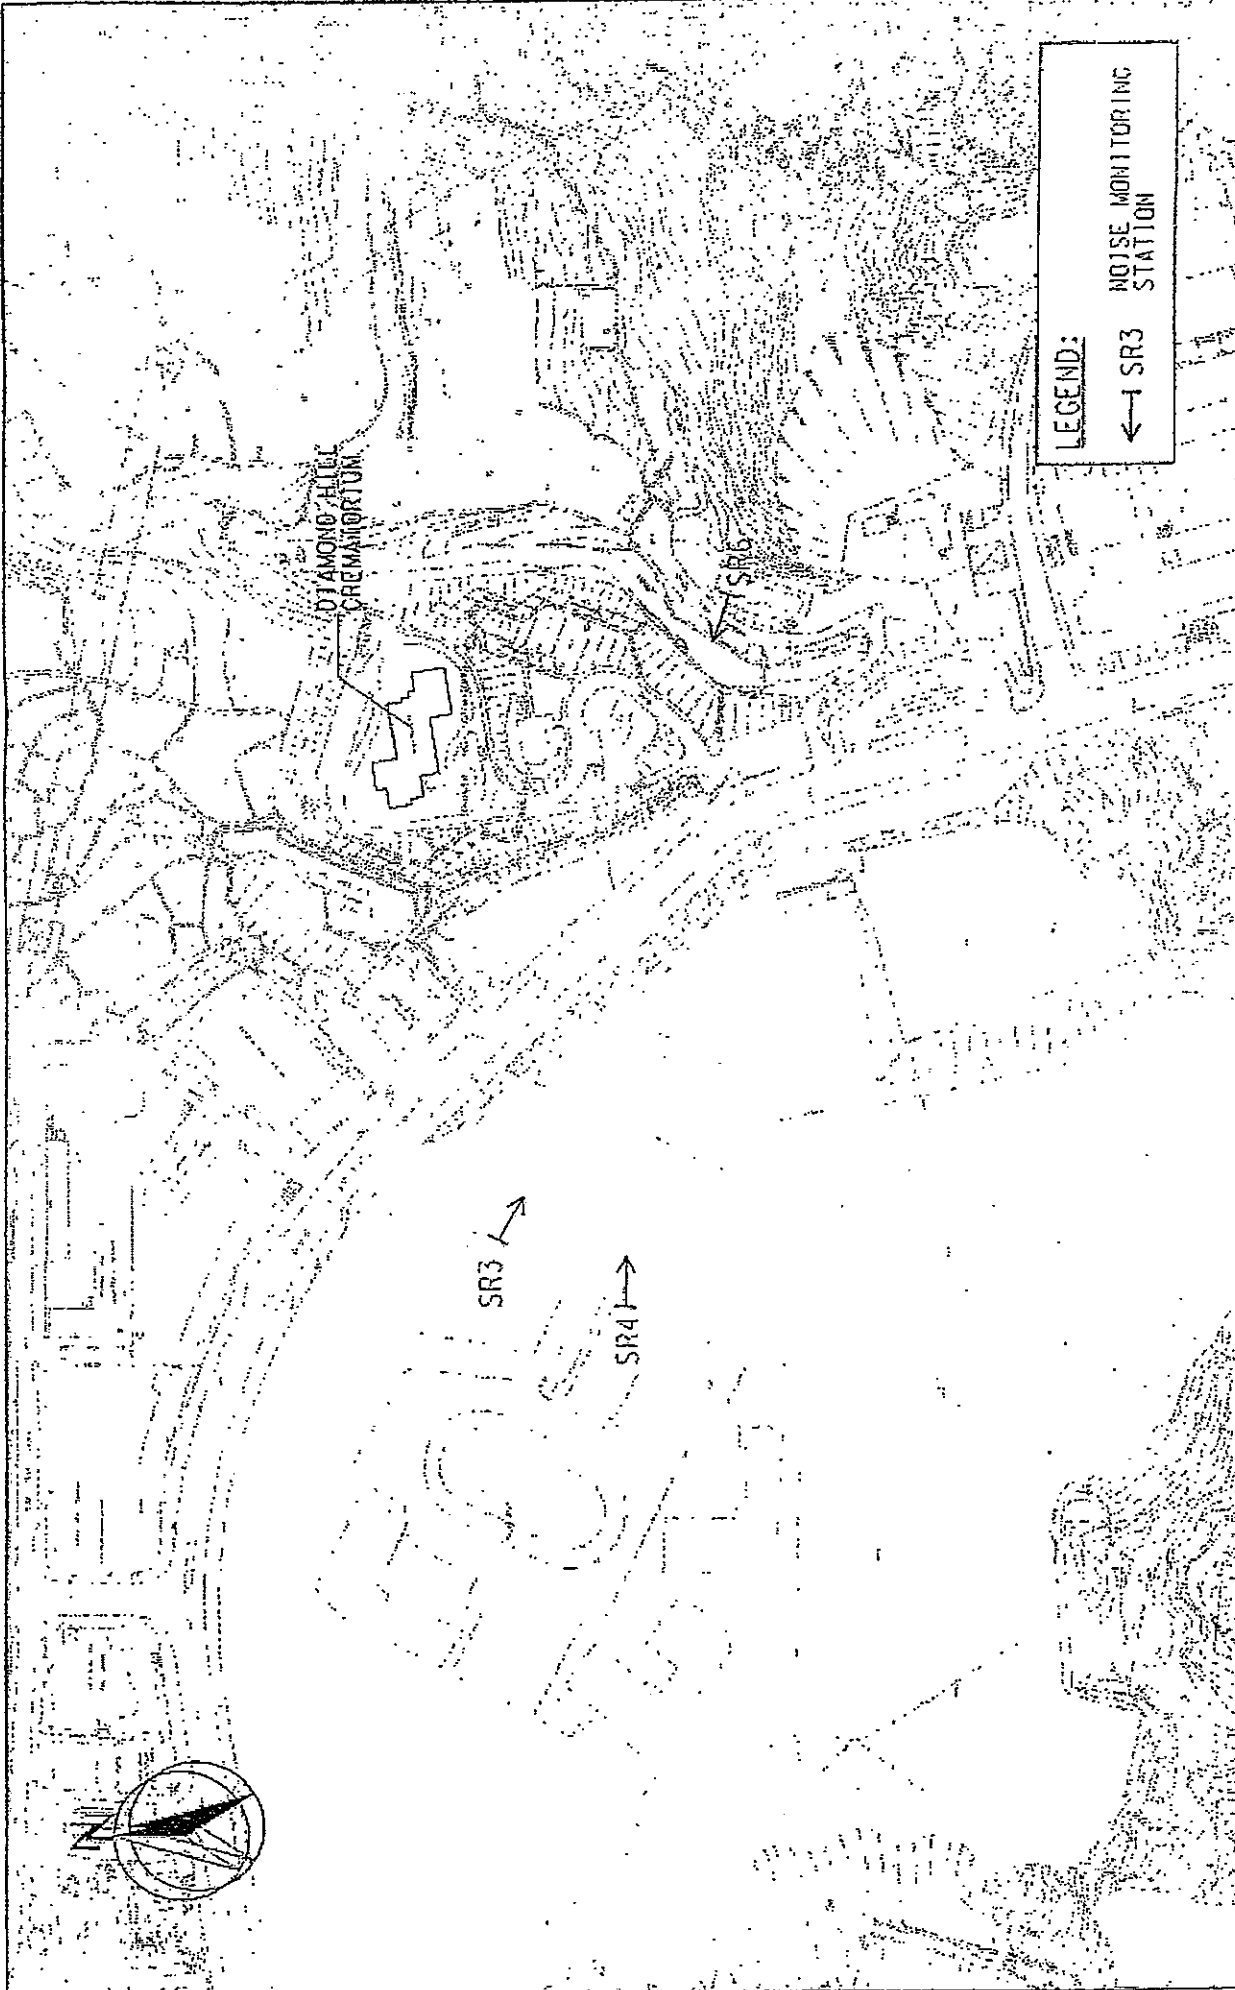 DIAMOND HILL
CREMATORIUM
SR6
SR3
SR4
N
LEGEND:
SR3
NOISE MONITORING
STATION